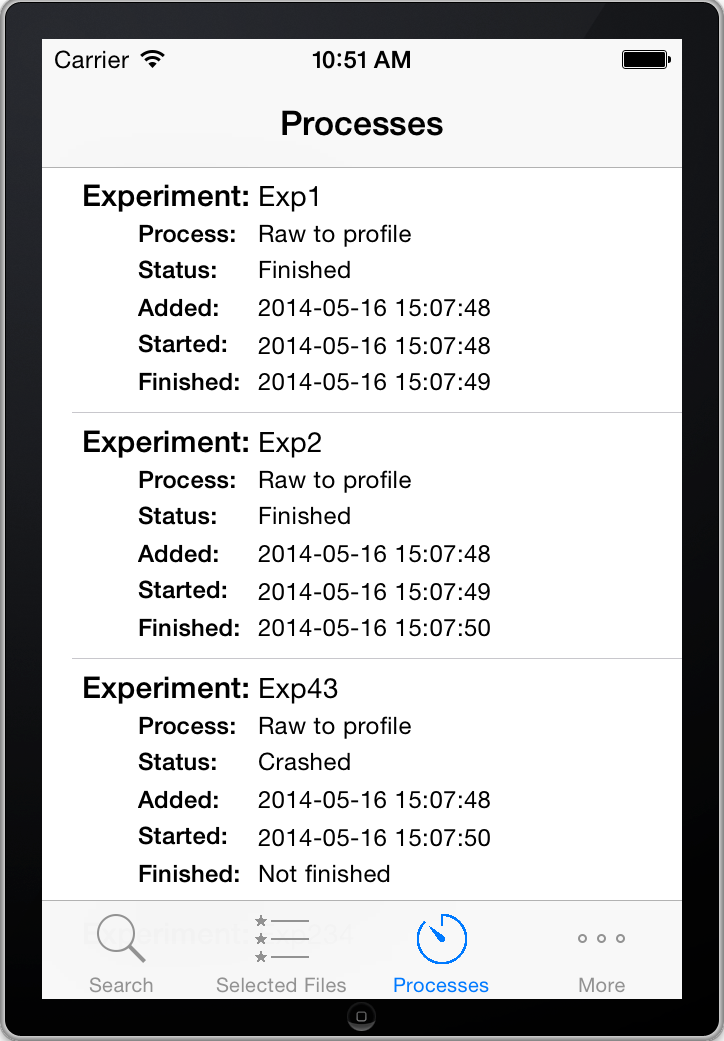 Carrier 10:51 AM
Processes
Experiment: Exp1
Process: Raw to profile
Status: Finished
Added: 2014-05-16 15:07:48
Started: 2014-05-16 15:07:48
Finished: 2014-05-16 15:07:49
Experiment: Exp2
Process: Raw to profile
Status: Finished
Added: 2014-05-16 15:07:48
Started: 2014-05-16 15:07:49
Finished: 2014-05-16 15:07:50
Experiment: Exp43
Process: Raw to profile
Status: Crashed
Added: 2014-05-16 15:07:48
Started: 2014-05-16 15:07:50
Finished: Not finished
Experiment: Exp234
Search Selected Files Processes More